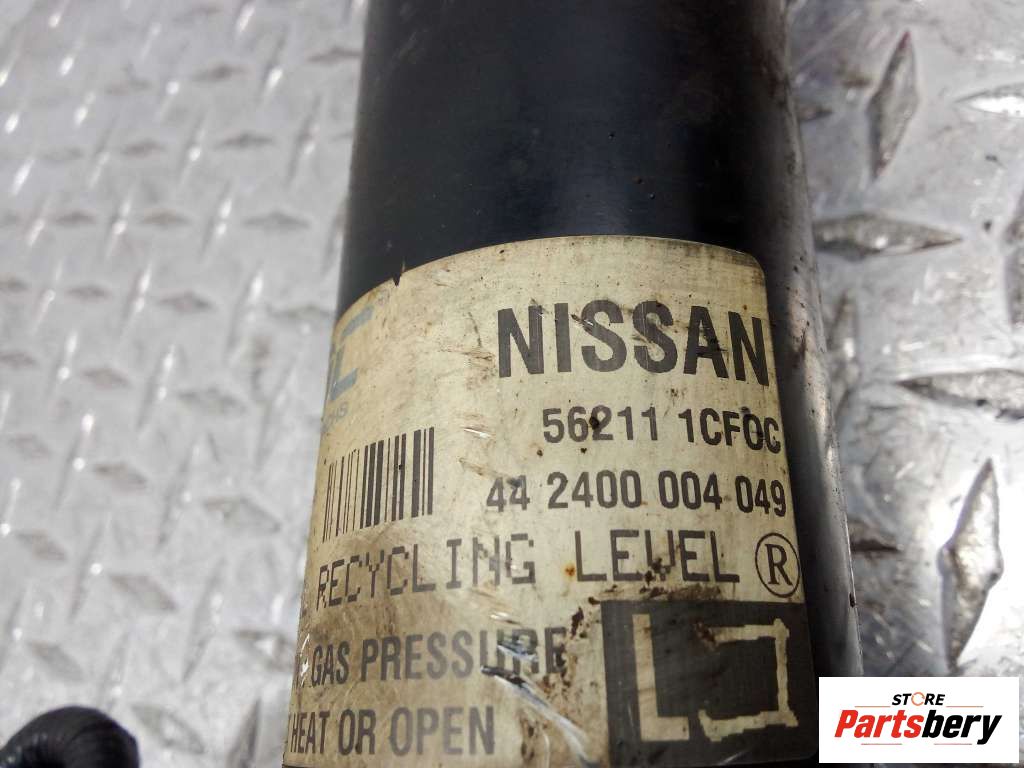 NISSAN
56211 1CF0C
44 2400 004 049
RECYCLING LEVEL ®
GAS PRESSURE
HEAT OR OPEN
STORE
Partsbery